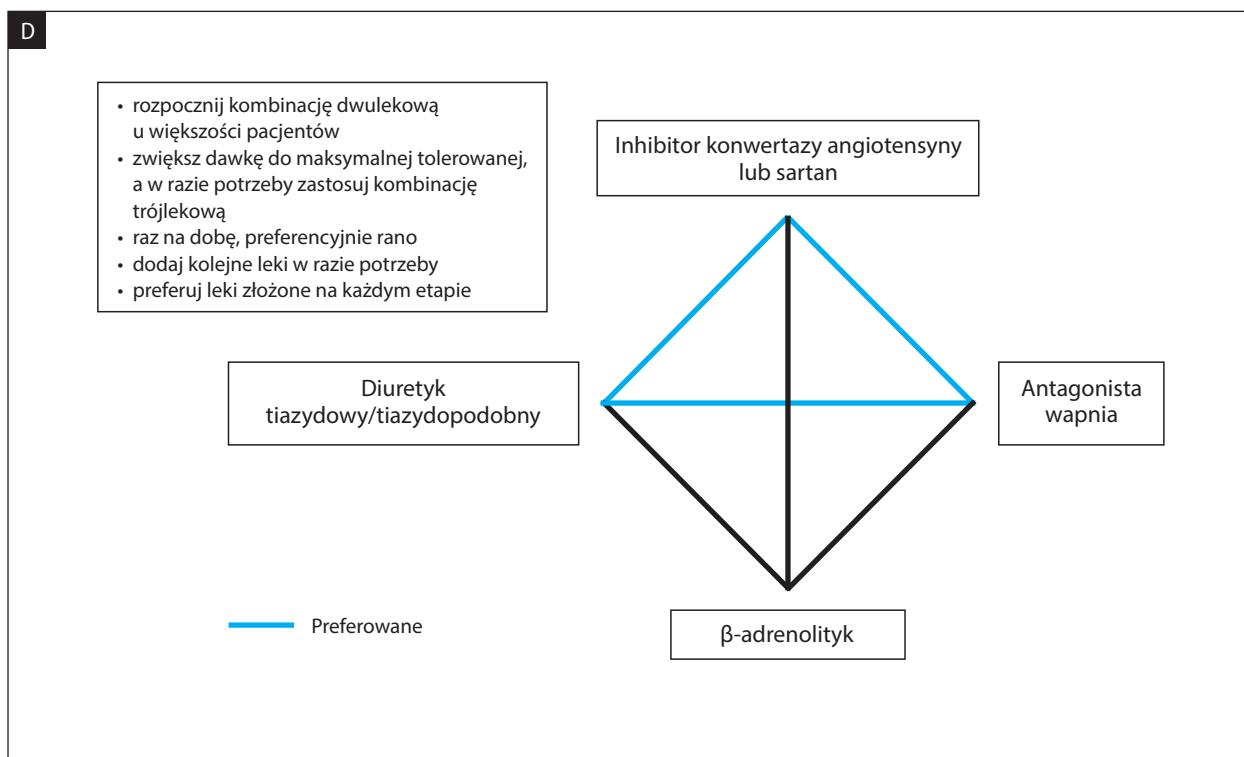 D
• rozpocznij kombinację dwulekową
u większości pacjentów
• zwiększ dawkę do maksymalnej tolerowanej,
a w razie potrzeby zastosuj kombinację
trójlekową
• raz na dobę, preferencyjnie rano
• dodaj kolejne leki w razie potrzeby
• preferuj leki złożone na każdym etapie
Inhibitor konwertazy angiotensyny
lub sartan
Diuretyk
tiazydowy/tiazydopodobny
Antagonista
wapnia
Preferowane
β-adrenolityk